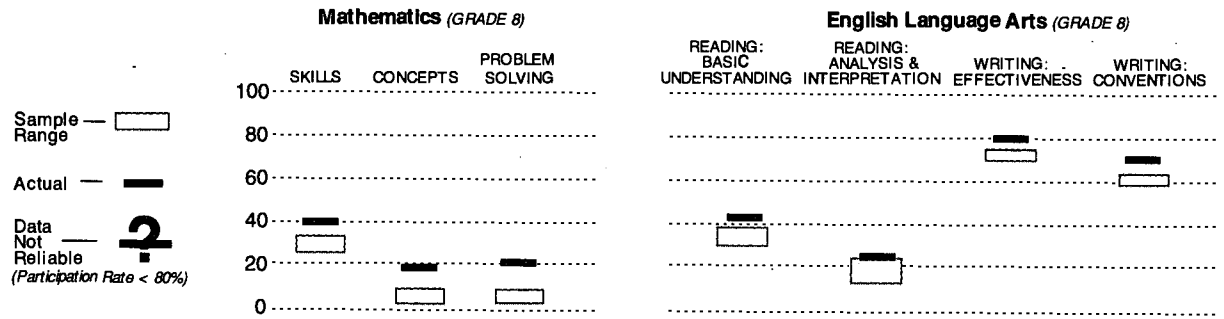 Mathematics (GRADE 8)
English Language Arts (GRADE 8)
SKILLS
CONCEPTS
PROBLEM
SOLVING
READING:
BASIC
UNDERSTANDING
READING:
ANALYSIS &
INTERPRETATION
WRITING:
EFFECTIVENESS
WRITING:
CONVENTIONS
100
80
60
40
20
0
Sample
Range
Actual
Data
Not
Reliable
?
(Participation Rate < 80%)